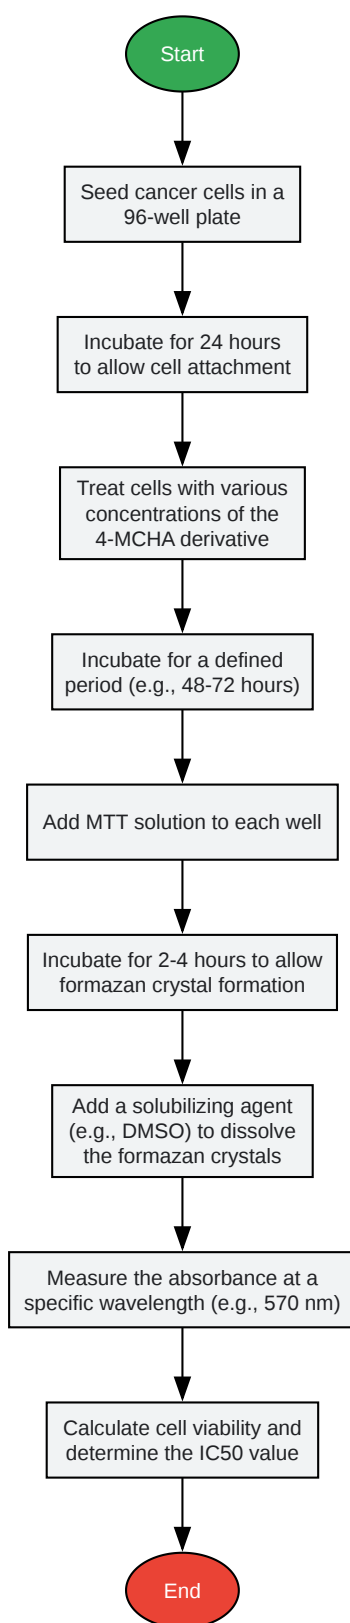 Start
Seed cancer cells in a
96-well plate
Incubate for 24 hours
to allow cell attachment
Treat cells with various
concentrations of the
4-MCHA derivative
Incubate for a defined
period (e.g., 48-72 hours)
Add MTT solution to each well
Incubate for 2-4 hours to allow
formazan crystal formation
Add a solubilizing agent
(e.g., DMSO) to dissolve
the formazan crystals
Measure the absorbance at a
specific wavelength (e.g., 570 nm)
Calculate cell viability and
determine the IC50 value
End